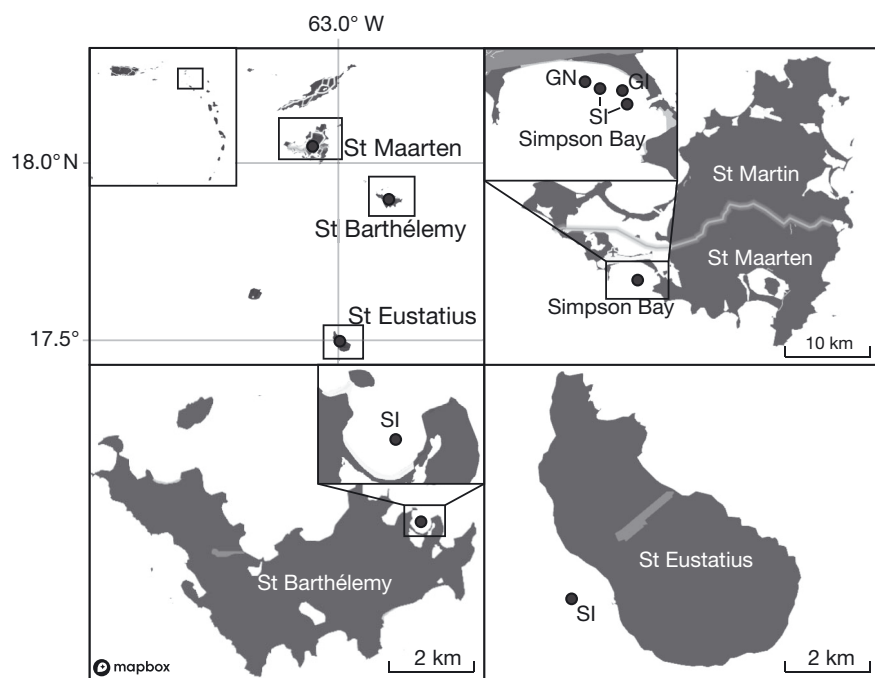 63.0° W
18.0° N
17.5°
St Maarten
St Barthélemy
St Eustatius
GN
GI
SI
Simpson Bay
St Martin
St Maarten
Simpson Bay
10 km
SI
St Barthélemy
mapbox
2 km
St Eustatius
SI
2 km